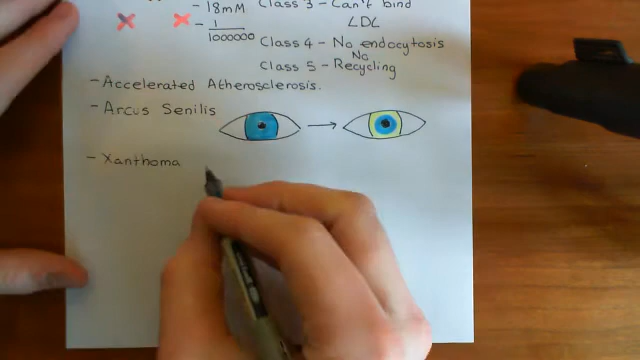 - 18mM
Class 3 - Can't bind
LDL
- 1
1000000
Class 4 - No endocytosis
No
Class 5 - Recycling
- Accelerated Atherosclerosis.
- Arcus Senilis
- Xanthoma